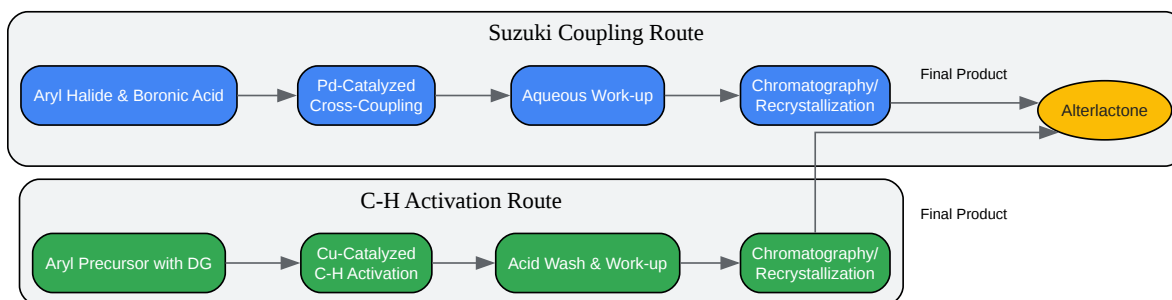 Suzuki Coupling Route
Aryl Halide & Boronic Acid
Pd-Catalyzed
Cross-Coupling
Aqueous Work-up
Chromatography/
Recrystallization
Final Product
Alterlactone
C-H Activation Route
Aryl Precursor with DG
Cu-Catalyzed
C-H Activation
Acid Wash & Work-up
Chromatography/
Recrystallization
Final Product